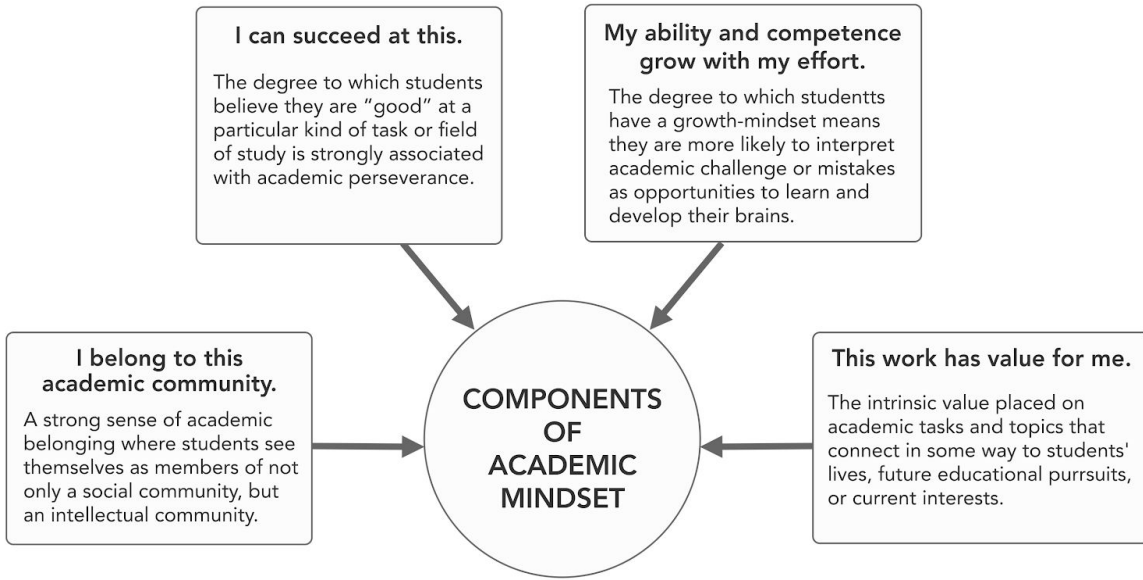 I can succeed at this.
The degree to which students
believe they are “good” at a
particular kind of task or field
of study is strongly associated
with academic perseverance.
My ability and competence
grow with my effort.
The degree to which studentts
have a growth-mindset means
they are more likely to interpret
academic challenge or mistakes
as opportunities to learn and
develop their brains.
I belong to this
academic community.
A strong sense of academic
belonging where students see
themselves as members of not
only a social community, but
an intellectual community.
COMPONENTS
OF
ACADEMIC
MINDSET
This work has value for me.
The intrinsic value placed on
academic tasks and topics that
connect in some way to students'
lives, future educational purrsuits,
or current interests.